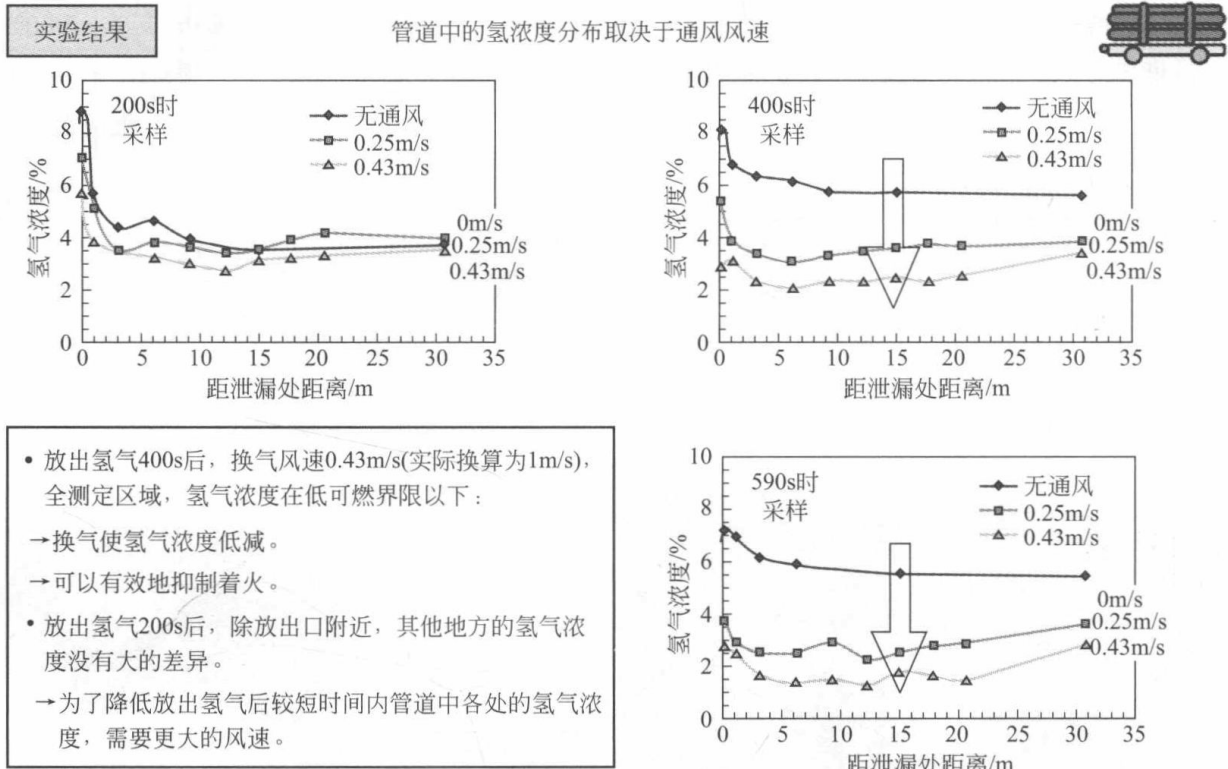 实验结果
管道中的氢浓度分布取决于通风风速
200s时
采样
无通风
0.25m/s
0.43m/s
10
8
6
4
2
0
氢气浓度/%
0m/s
0.25m/s
0.43m/s
0 5 10 15 20 25 30 35
距泄漏处距离/m
400s时
采样
无通风
0.25m/s
0.43m/s
10
8
6
4
2
0
氢气浓度/%
0m/s
0.25m/s
0.43m/s
0 5 10 15 20 25 30 35
距泄漏处距离/m
• 放出氢气400s后，换气风速0.43m/s(实际换算为1m/s)，
全测定区域，氢气浓度在低可燃界限以下：
→换气使氢气浓度低减。
→可以有效地抑制着火。
• 放出氢气200s后，除放出口附近，其他地方的氢气浓
度没有大的差异。
→为了降低放出氢气后较短时间内管道中各处的氢气浓
度，需要更大的风速。
590s时
采样
无通风
0.25m/s
0.43m/s
10
8
6
4
2
0
氢气浓度/%
0m/s
0.25m/s
0.43m/s
0 5 10 15 20 25 30 35
距泄漏处距离/m